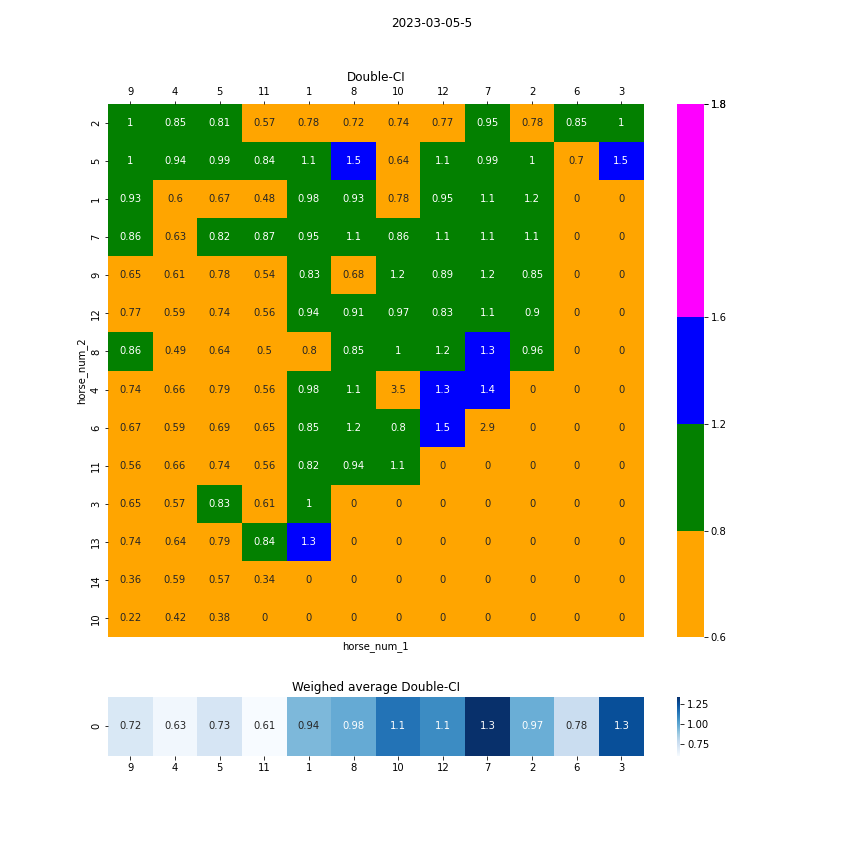 2023-03-05-5
Double-CI
9 4 5 11 1 8 10 12 7 2 6 3
2 1 0.85 0.81 0.57 0.78 0.72 0.74 0.77 0.95 0.78 0.85 1
5 1 0.94 0.99 0.84 1.1 1.5 0.64 1.1 0.99 1 0.7 1.5
1 0.93 0.6 0.67 0.48 0.98 0.93 0.78 0.95 1.1 1.2 0 0
7 0.86 0.63 0.82 0.87 0.95 1.1 0.86 1.1 1.1 1.1 0 0
9 0.65 0.61 0.78 0.54 0.83 0.68 1.2 0.89 1.2 0.85 0 0
12 0.77 0.59 0.74 0.56 0.94 0.91 0.97 0.83 1.1 0.9 0 0
8 0.86 0.49 0.64 0.5 0.8 0.85 1 1.2 1.3 0.96 0 0
4 0.74 0.66 0.79 0.56 0.98 1.1 3.5 1.3 1.4 0 0 0
6 0.67 0.59 0.69 0.65 0.85 1.2 0.8 1.5 2.9 0 0 0
11 0.56 0.66 0.74 0.56 0.82 0.94 1.1 0 0 0 0 0
3 0.65 0.57 0.83 0.61 1 0 0 0 0 0 0 0
13 0.74 0.64 0.79 0.84 1.3 0 0 0 0 0 0 0
14 0.36 0.59 0.57 0.34 0 0 0 0 0 0 0 0
10 0.22 0.42 0.38 0 0 0 0 0 0 0 0 0
horse_num_2
horse_num_1
1.8
1.6
1.2
0.8
0.6
Weighed average Double-CI
0 0.72 0.63 0.73 0.61 0.94 0.98 1.1 1.1 1.3 0.97 0.78 1.3
9 4 5 11 1 8 10 12 7 2 6 3
1.25
1.00
0.75